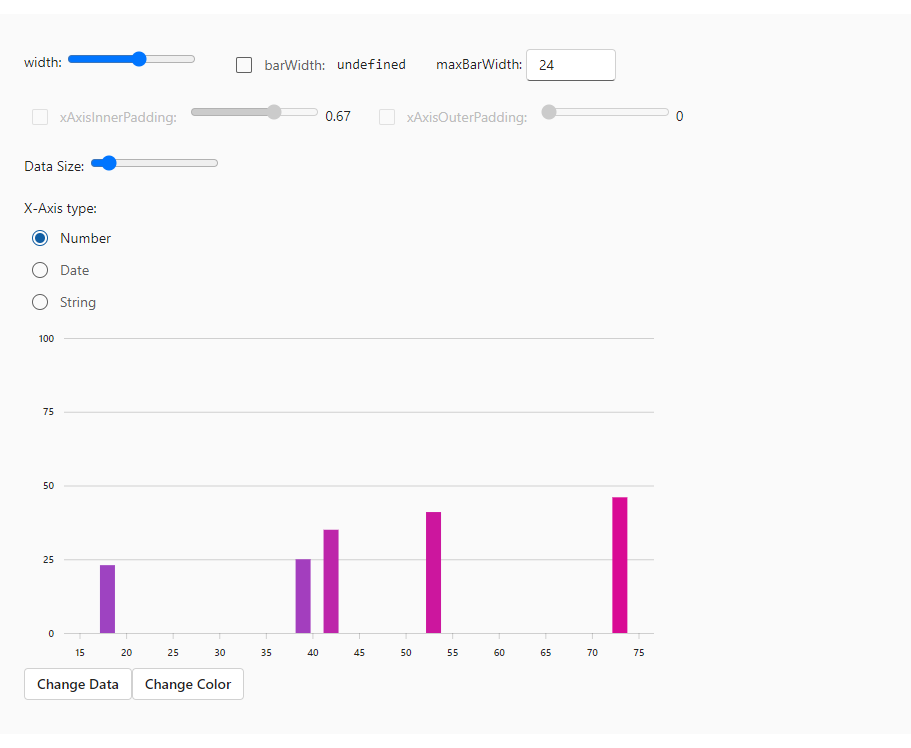 width: barWidth: undefined maxBarWidth: 24
xAxisInnerPadding: 0.67 xAxisOuterPadding: 0
Data Size:
X-Axis type:
Number
Date
String
100
75
50
25
0
15 20 25 30 35 40 45 50 55 60 65 70 75
Change Data Change Color